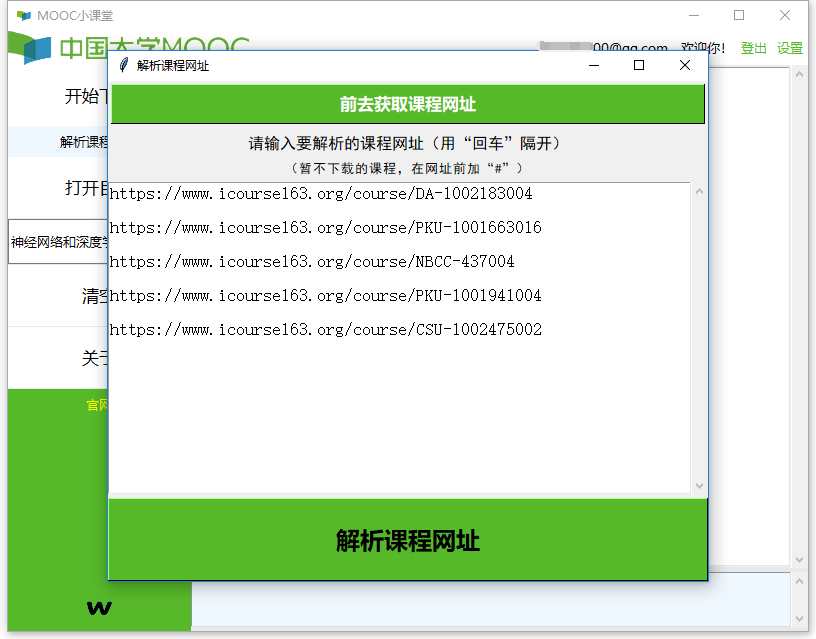 MOOC小课堂
中国大学MOOC
00@qq.com 欢迎你! 登出 设置
解析课程网址
前去获取课程网址
请输入要解析的课程网址（用“回车”隔开）
（暂不下载的课程，在网址前加“#”）
https://www.icourse163.org/course/DA-1002183004
https://www.icourse163.org/course/PKU-1001663016
https://www.icourse163.org/course/NBCC-437004
https://www.icourse163.org/course/PKU-1001941004
https://www.icourse163.org/course/CSU-1002475002
解析课程网址
开始
解析课程
打开
神经网络和深度
清空
关于
官网
w